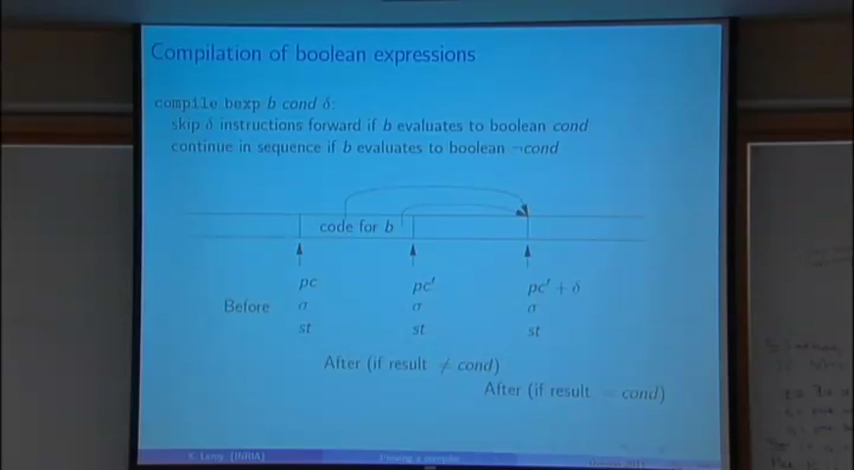 Compilation of boolean expressions
compile_bexp b cond δ:
skip δ instructions forward if b evaluates to boolean cond
continue in sequence if b evaluates to boolean ¬cond
code for b
pc pc′ pc′ + δ
Before σ σ σ
st st st
After (if result ≠ cond)
After (if result = cond)
X. Leroy (INRIA) Proving a compiler